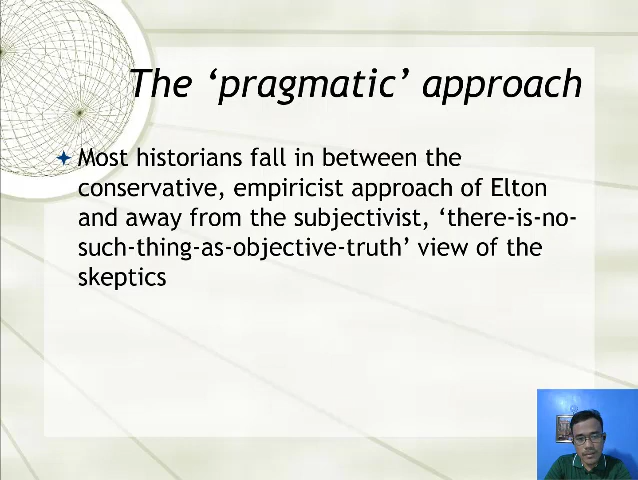 The ‘pragmatic’ approach
Most historians fall in between the
conservative, empiricist approach of Elton
and away from the subjectivist, ‘there-is-no-
such-thing-as-objective-truth’ view of the
skeptics